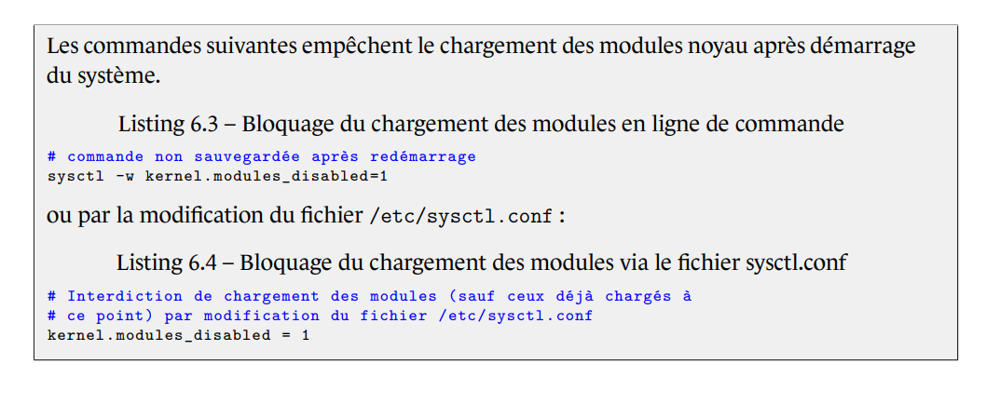 Les commandes suivantes empêchent le chargement des modules noyau après démarrage
du système.
Listing 6.3 – Bloquage du chargement des modules en ligne de commande
# commande non sauvegardée après redémarrage
sysctl -w kernel.modules_disabled=1
ou par la modification du fichier /etc/sysctl.conf :
Listing 6.4 – Bloquage du chargement des modules via le fichier sysctl.conf
# Interdiction de chargement des modules (sauf ceux déjà chargés à
# ce point) par modification du fichier /etc/sysctl.conf
kernel.modules_disabled = 1